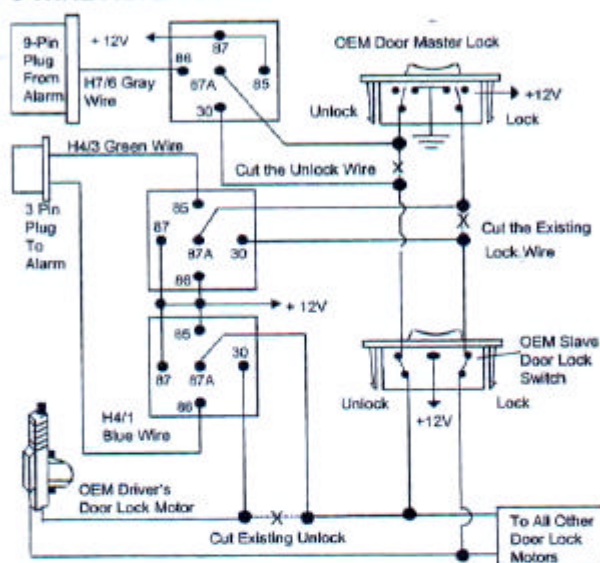 9-Pin
Plug
From
Alarm
+ 12V
87
86
87A
85
30
H7/6 Gray
Wire
OEM Door Master Lock
+12V
Unlock
Lock
H4/3 Green Wire
Cut the Unlock Wire
X
3 Pin
Plug
To
Alarm
85
87
87A
30
86
X
Cut the Existing
Lock Wire
+ 12V
85
87
87A
30
86
H4/1
Blue Wire
OEM Slave
Door Lock
Switch
Unlock
Lock
+12V
OEM Driver's
Door Lock Motor
X
Cut Existing Unlock
To All Other
Door Lock
Motors